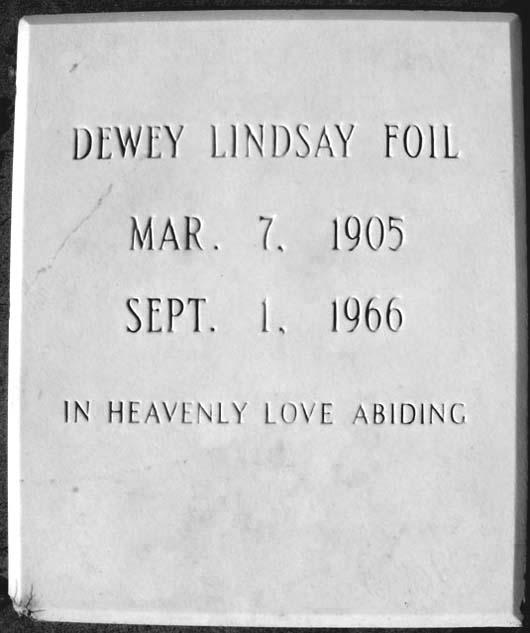 DEWEY LINDSAY FOIL
MAR. 7, 1905
SEPT. 1, 1966
IN HEAVENLY LOVE ABIDING